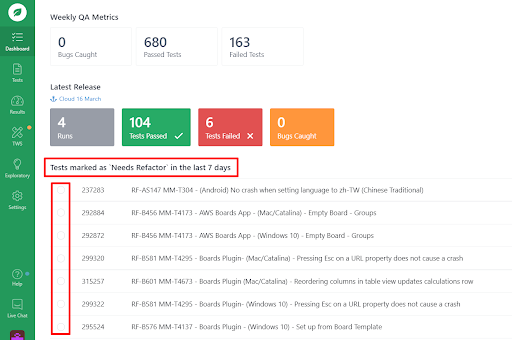 Weekly QA Metrics
0
Bugs Caught
680
Passed Tests
163
Failed Tests
Latest Release
Cloud 16 March
4
Runs
104
Tests Passed
6
Tests Failed
0
Bugs Caught
Tests marked as `Needs Refactor` in the last 7 days
237283 RF-AS147 MM-T304 - (Android) No crash when setting language to zh-TW (Chinese Traditional)
292884 RF-B456 MM-T4173 - AWS Boards App - (Mac/Catalina) - Empty Board - Groups
292872 RF-B456 MM-T4173 - AWS Boards App - (Windows 10) - Empty Board - Groups
299320 RF-B581 MM-T4295 - Boards Plugin- (Mac/Catalina) - Pressing Esc on a URL property does not cause a crash
315257 RF-B601 MM-T4673 - Boards Plugin - (Mac/Catalina) - Reordering columns in table view updates calculations row
299322 RF-B581 MM-T4295 - Boards Plugin- (Windows 10) - Pressing Esc on a URL property does not cause a crash
295524 RF-B576 MM-T4137 - Boards Plugin - (Windows 10) - Set up from Board Template
Dashboard
Tests
Results
TWS
Exploratory
Settings
Help
Live Chat